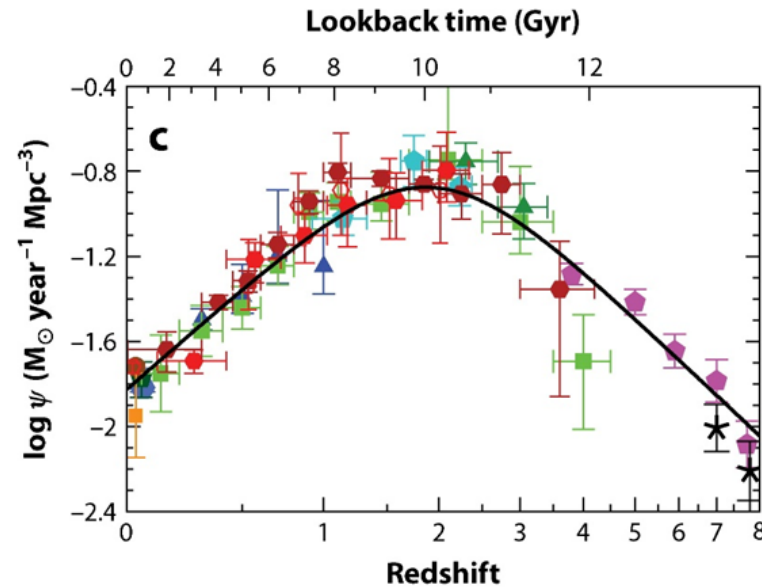 Lookback time (Gyr)
0 2 4 6 8 10 12
C
−0.4
−0.8
−1.2
−1.6
−2
−2.4
log ψ (M⊙ year⁻¹ Mpc⁻³)
0 1 2 3 4 5 6 7 8
Redshift